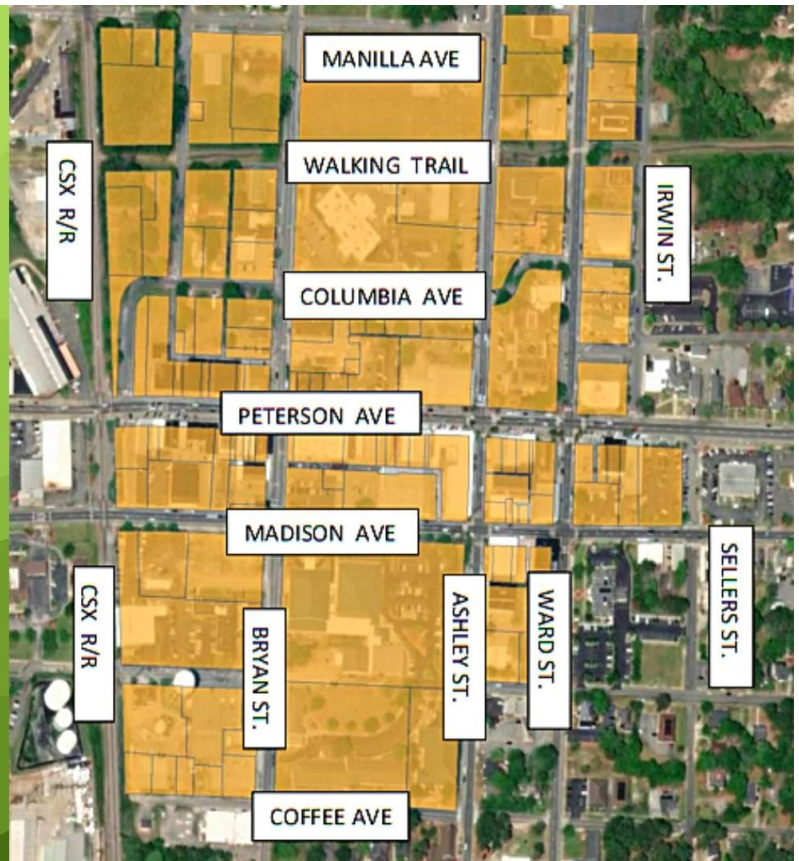 MANILLA AVE
WALKING TRAIL
CSX R/R
IRWIN ST.
COLUMBIA AVE
PETERSON AVE
MADISON AVE
CSX R/R
BRYAN ST.
ASHLEY ST.
WARD ST.
SELLERS ST.
COFFEE AVE